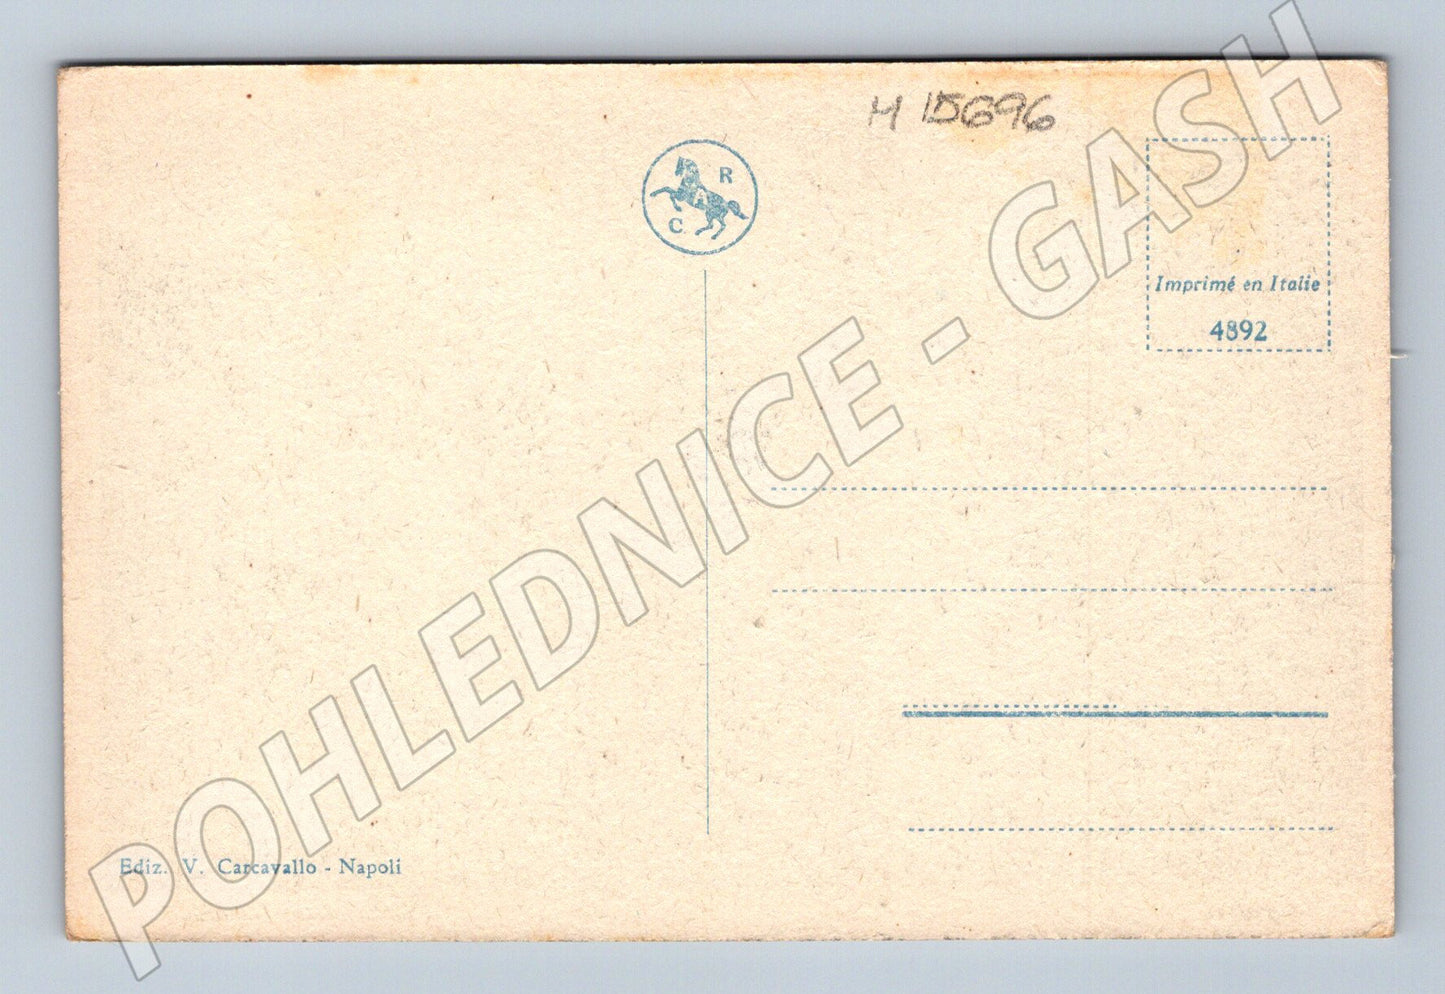 H 15696
R
C
Imprimé en Italie
4892
Ediz. V. Carcavallo - Napoli
POHLEDNICE - GASH